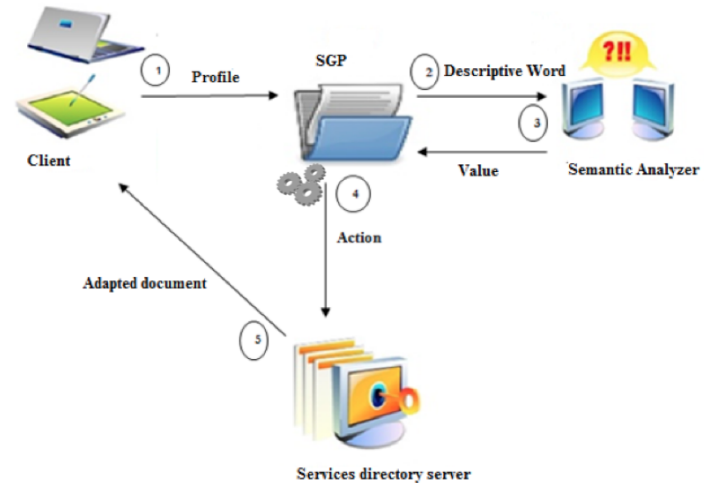 SGP
?!!
1
Profile
2
Descriptive Word
3
Client
Value
Semantic Analyzer
4
Action
Adapted document
5
Services directory server